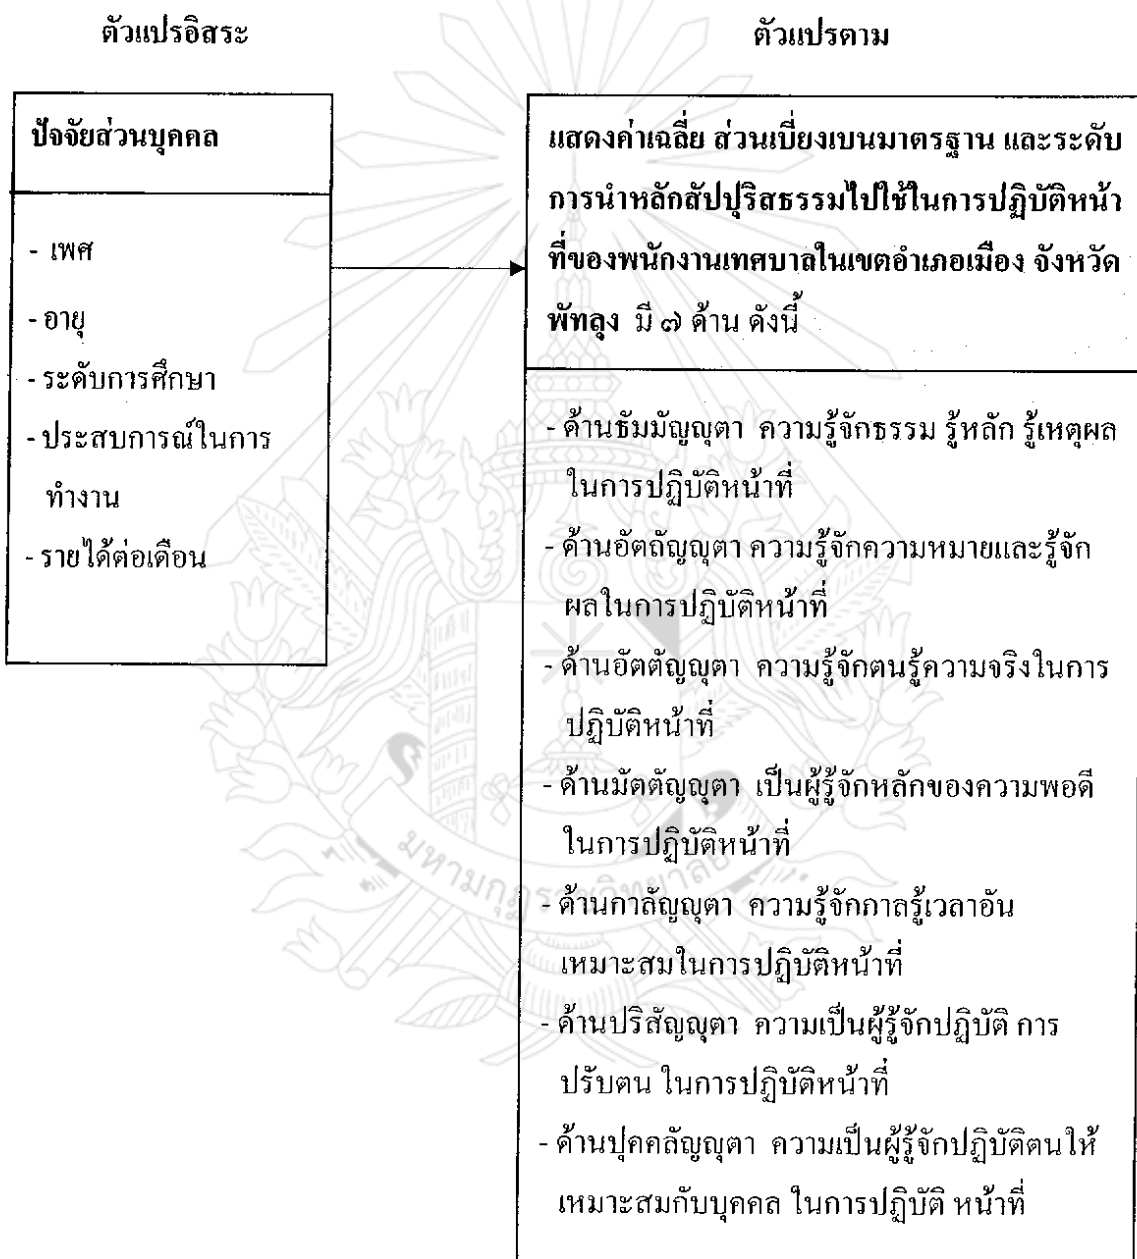 ตัวแปรอิสระ
ปัจจัยส่วนบุคคล
- เพศ
- อายุ
- ระดับการศึกษา
- ประสบการณ์ในการ
ทำงาน
- รายได้ต่อเดือน
ตัวแปรตาม
แสดงค่าเฉลี่ย ส่วนเบี่ยงเบนมาตรฐาน และระดับ
การนำหลักสัปปุริสธรรมไปใช้ในการปฏิบัติหน้า
ที่ของพนักงานเทศบาลในเขตอำเภอเมือง จังหวัด
พัทลุง มี ๗ ด้าน ดังนี้
- ด้านธัมมัญญุตา ความรู้จักธรรม รู้หลัก รู้เหตุผล
ในการปฏิบัติหน้าที่
- ด้านอัตถัญญุตา ความรู้จักความหมายและรู้จัก
ผลในการปฏิบัติหน้าที่
- ด้านอัตตัญญุตา ความรู้จักตนรู้ความจริงในการ
ปฏิบัติหน้าที่
- ด้านมัตตัญญุตา เป็นผู้รู้จักหลักของความพอดี
ในการปฏิบัติหน้าที่
- ด้านกาลัญญุตา ความรู้จักกาลรู้เวลาอัน
เหมาะสมในการปฏิบัติหน้าที่
- ด้านปริสัญญุตา ความเป็นผู้รู้จักปฏิบัติ การ
ปรับตน ในการปฏิบัติหน้าที่
- ด้านปุคคลัญญุตา ความเป็นผู้รู้จักปฏิบัติตนให้
เหมาะสมกับบุคคล ในการปฏิบัติ หน้าที่